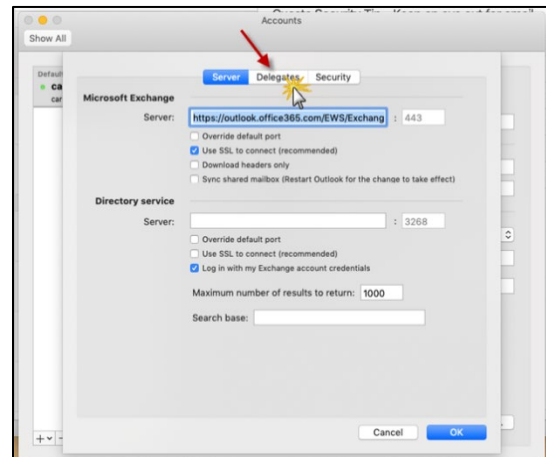 Accounts
Show All
Default
ca
car
Server Delegates Security
Microsoft Exchange
Server: https://outlook.office365.com/EWS/Exchang : 443
Override default port
Use SSL to connect (recommended)
Download headers only
Sync shared mailbox (Restart Outlook for the change to take effect)
Directory service
Server: : 3268
Override default port
Use SSL to connect (recommended)
Log in with my Exchange account credentials
Maximum number of results to return: 1000
Search base:
Cancel OK